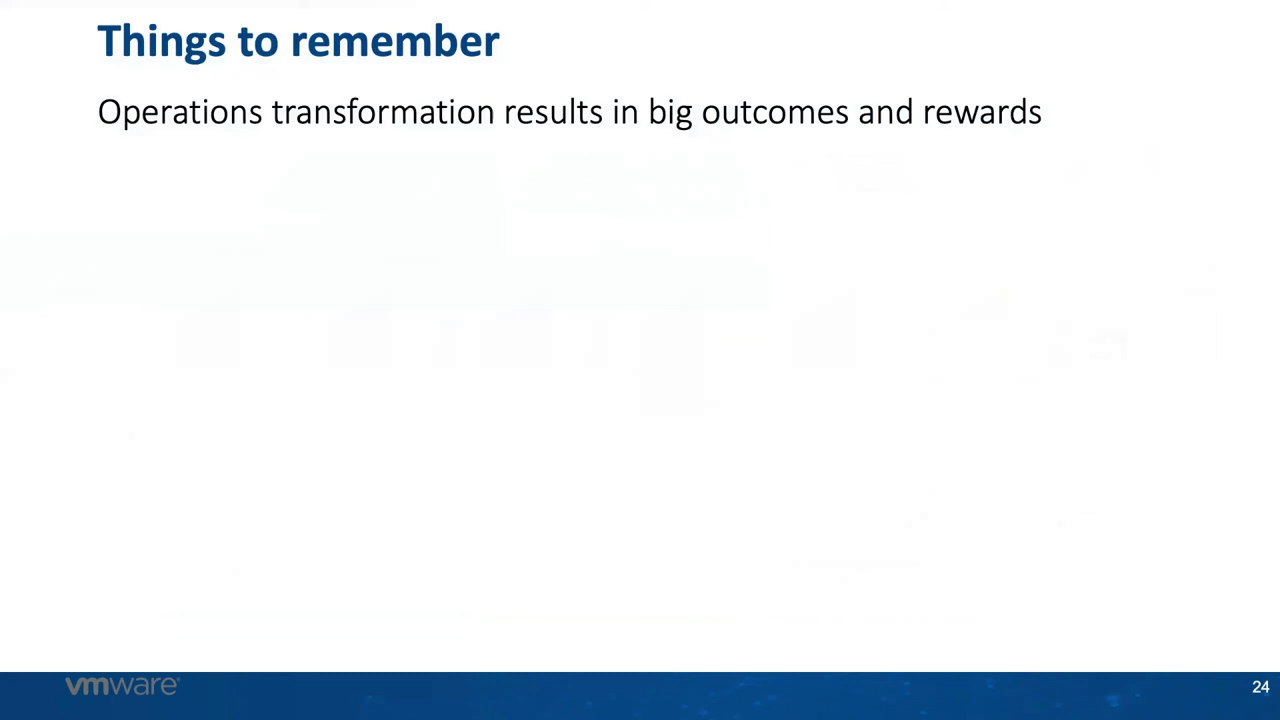 Things to remember
Operations transformation results in big outcomes and rewards
vmware®
24